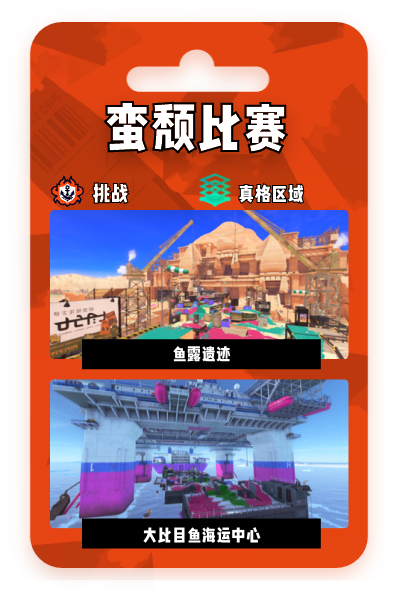 蛮颓比赛
挑战
真格区域
鱼露遗迹
大比目鱼海运中心